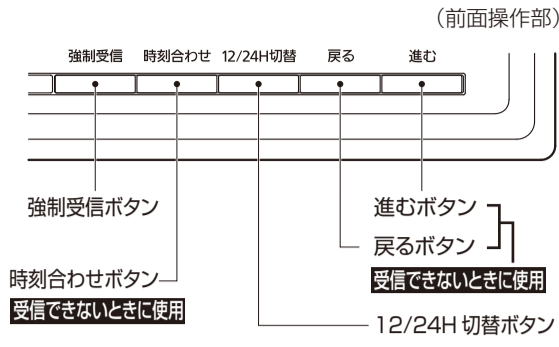 （前面操作部）
強制受信 時刻合わせ 12/24H切替 戻る 進む
強制受信ボタン
進むボタン
戻るボタン
受信できないときに使用
時刻合わせボタン
受信できないときに使用
12/24H 切替ボタン